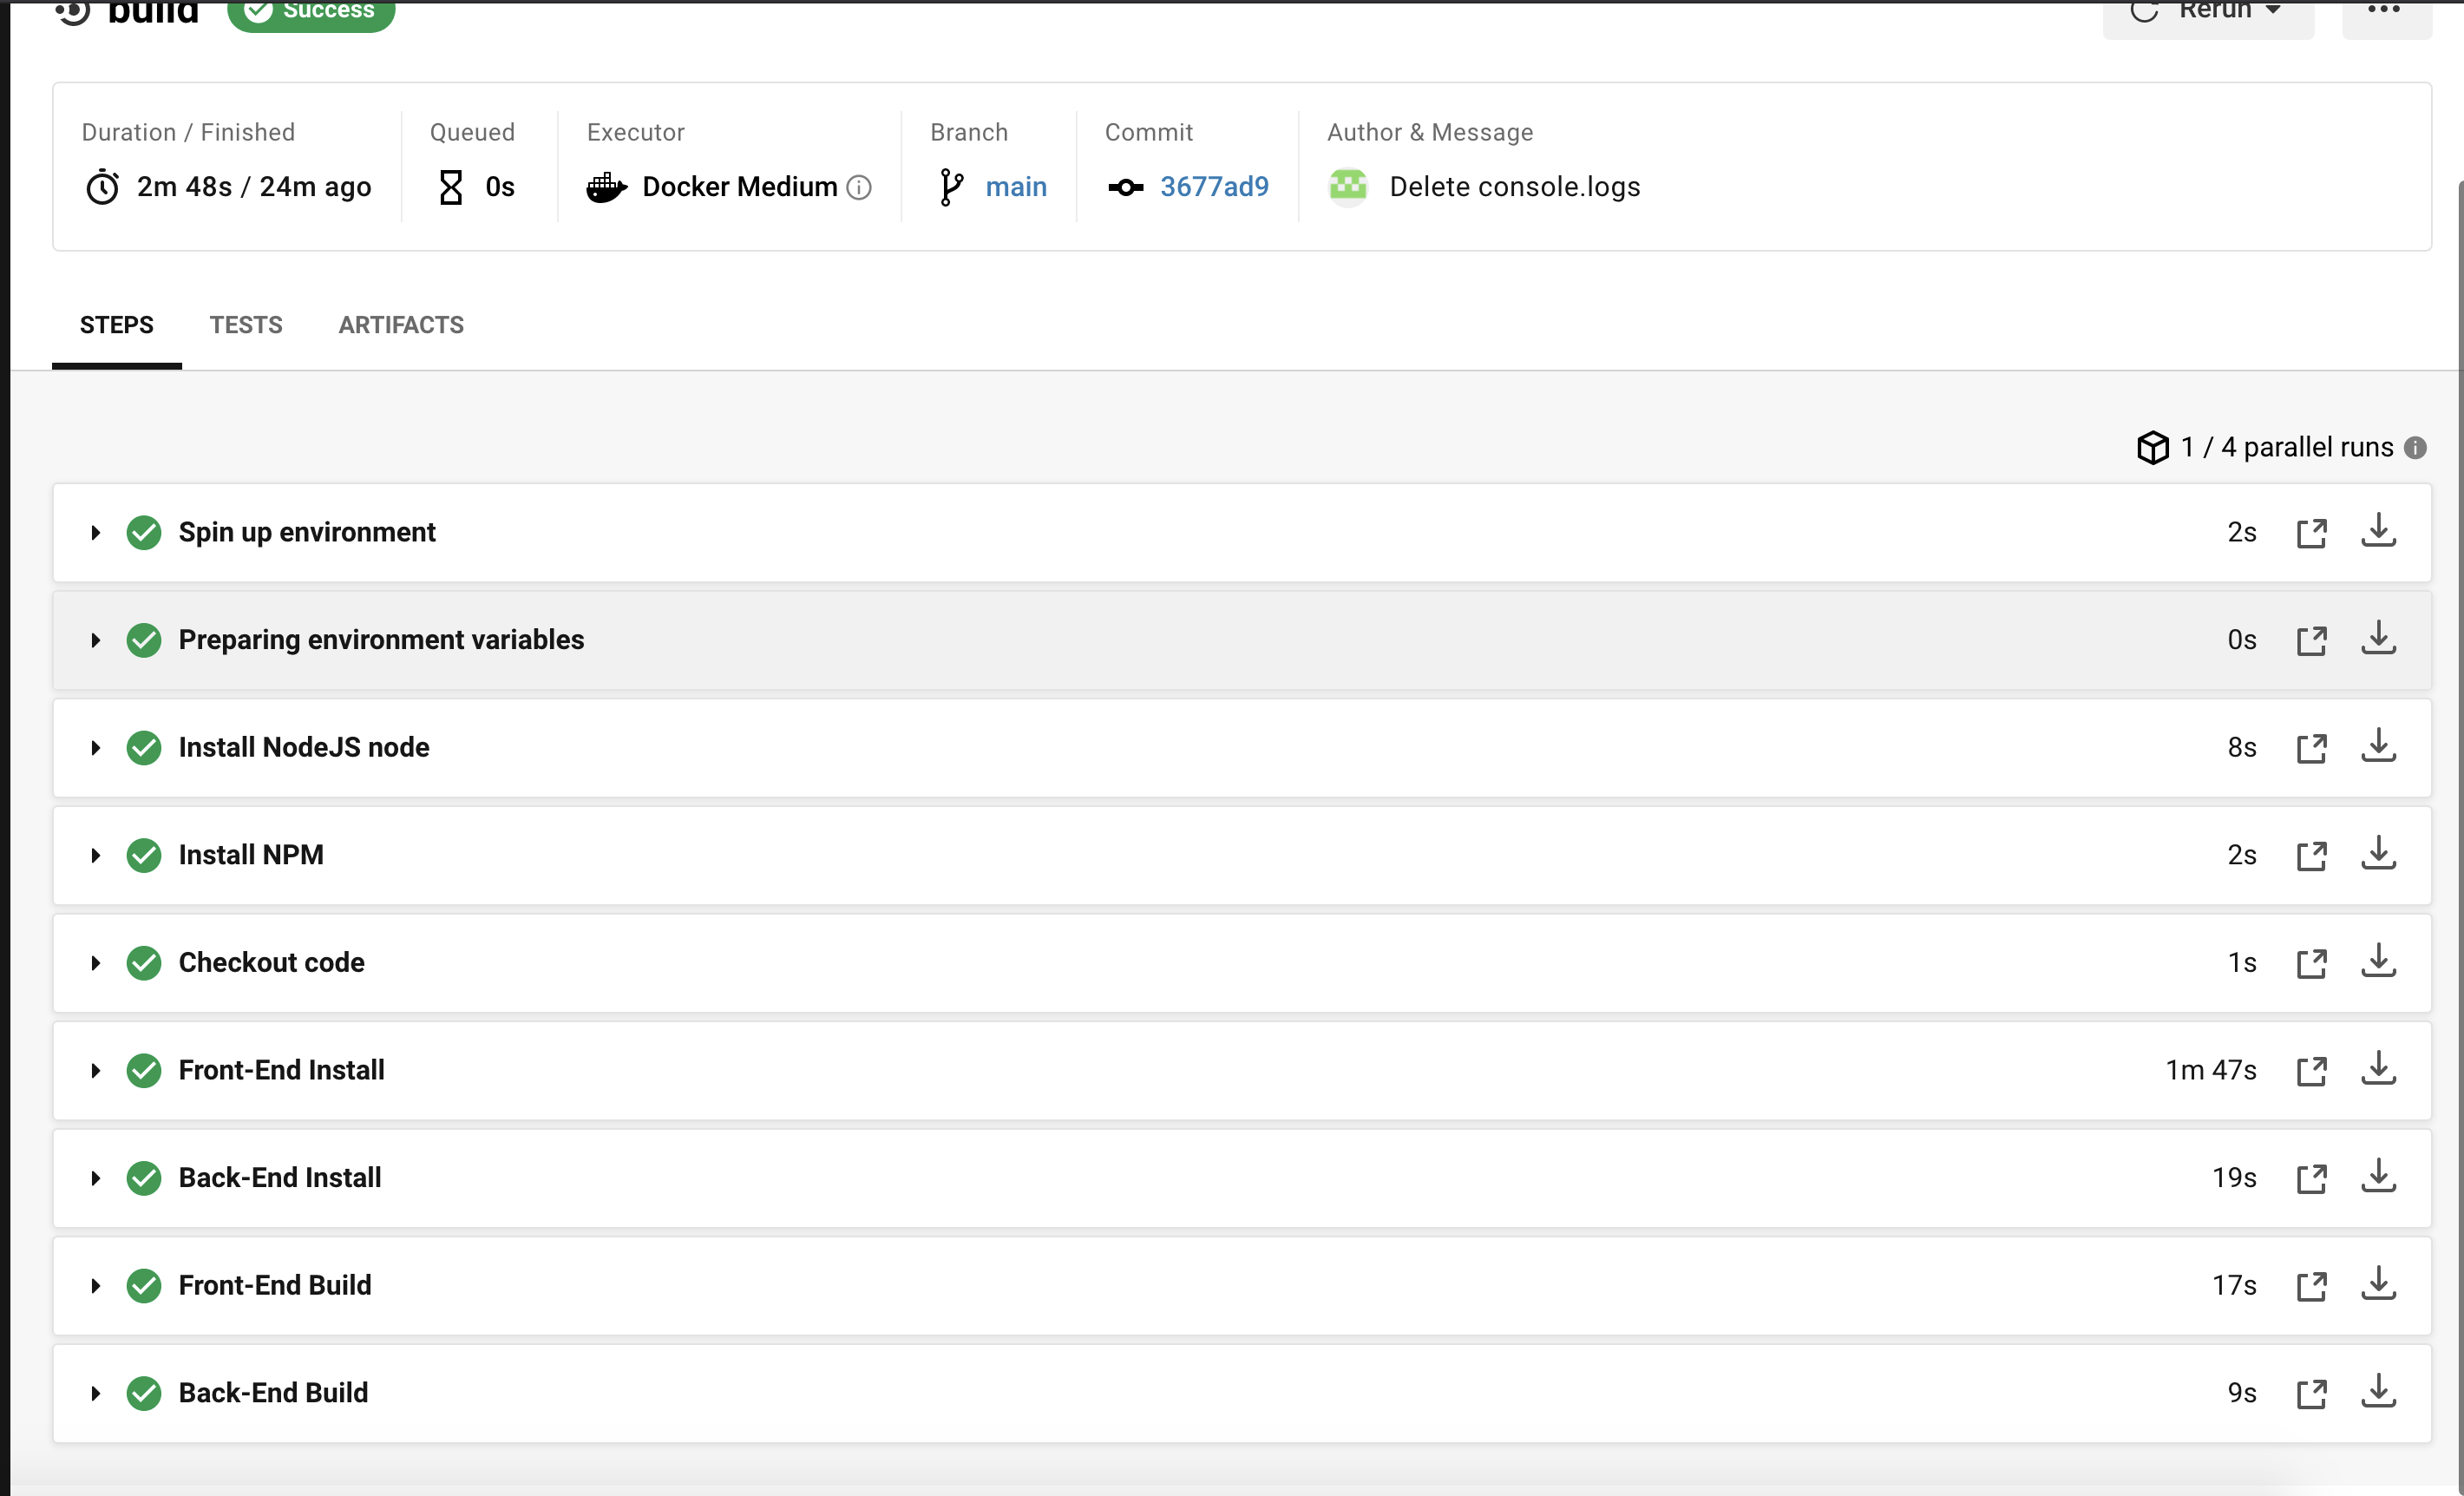 build Success Rerun
Duration / Finished Queued Executor Branch Commit Author & Message
2m 48s / 24m ago 0s Docker Medium main 3677ad9 Delete console.logs
STEPS TESTS ARTIFACTS
1 / 4 parallel runs
Spin up environment 2s
Preparing environment variables 0s
Install NodeJS node 8s
Install NPM 2s
Checkout code 1s
Front-End Install 1m 47s
Back-End Install 19s
Front-End Build 17s
Back-End Build 9s